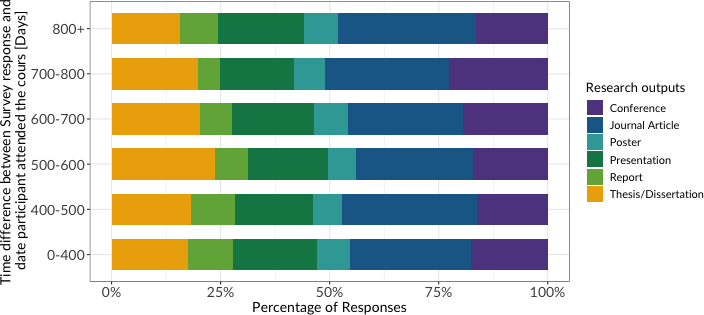 Time difference between Survey response and
date participant attended the cours [Days]
800+
700-800
600-700
500-600
400-500
0-400
0%
25%
50%
75%
100%
Percentage of Responses
Research outputs
Conference
Journal Article
Poster
Presentation
Report
Thesis/Dissertation